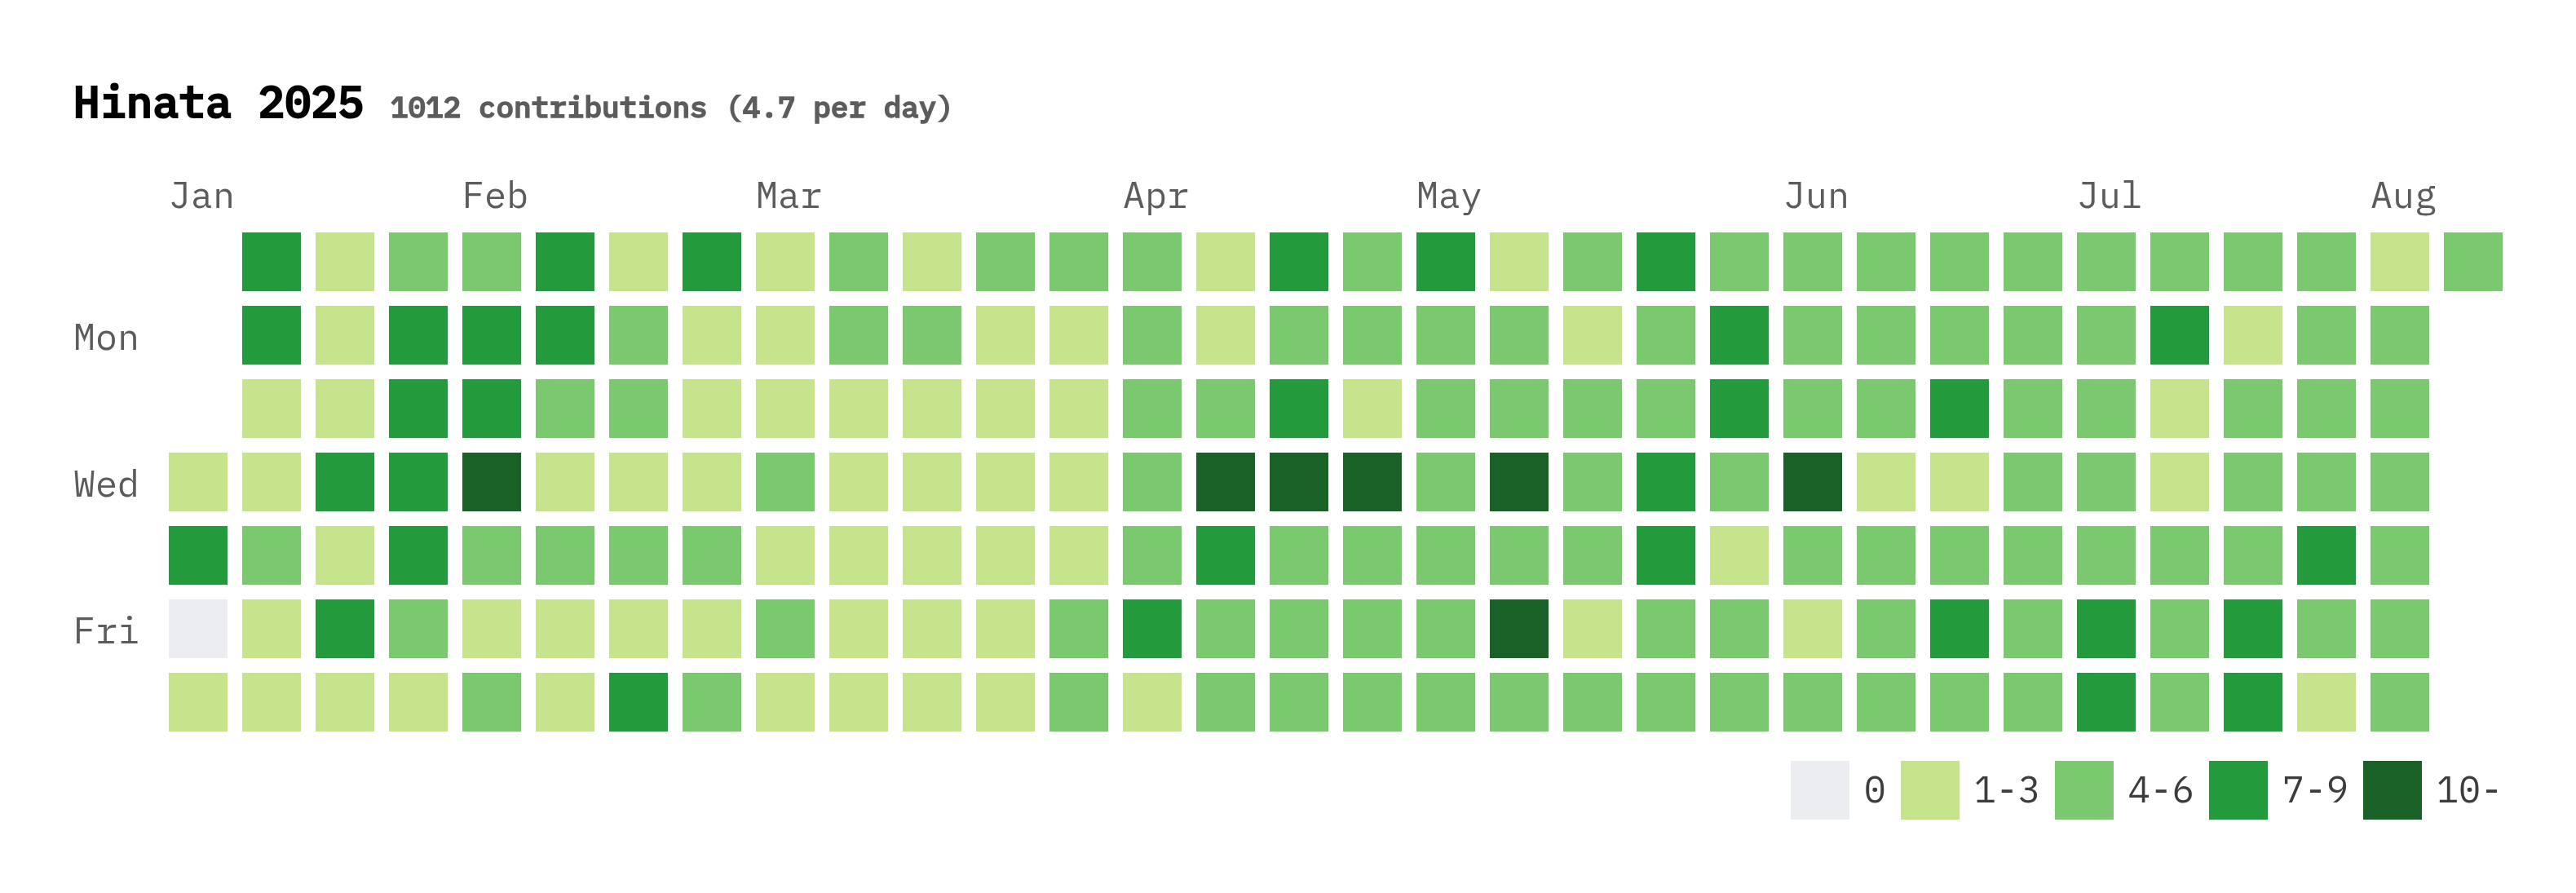 Hinata 2025 1012 contributions (4.7 per day)
Jan Feb Mar Apr May Jun Jul Aug
Mon
Wed
Fri
0 1-3 4-6 7-9 10-